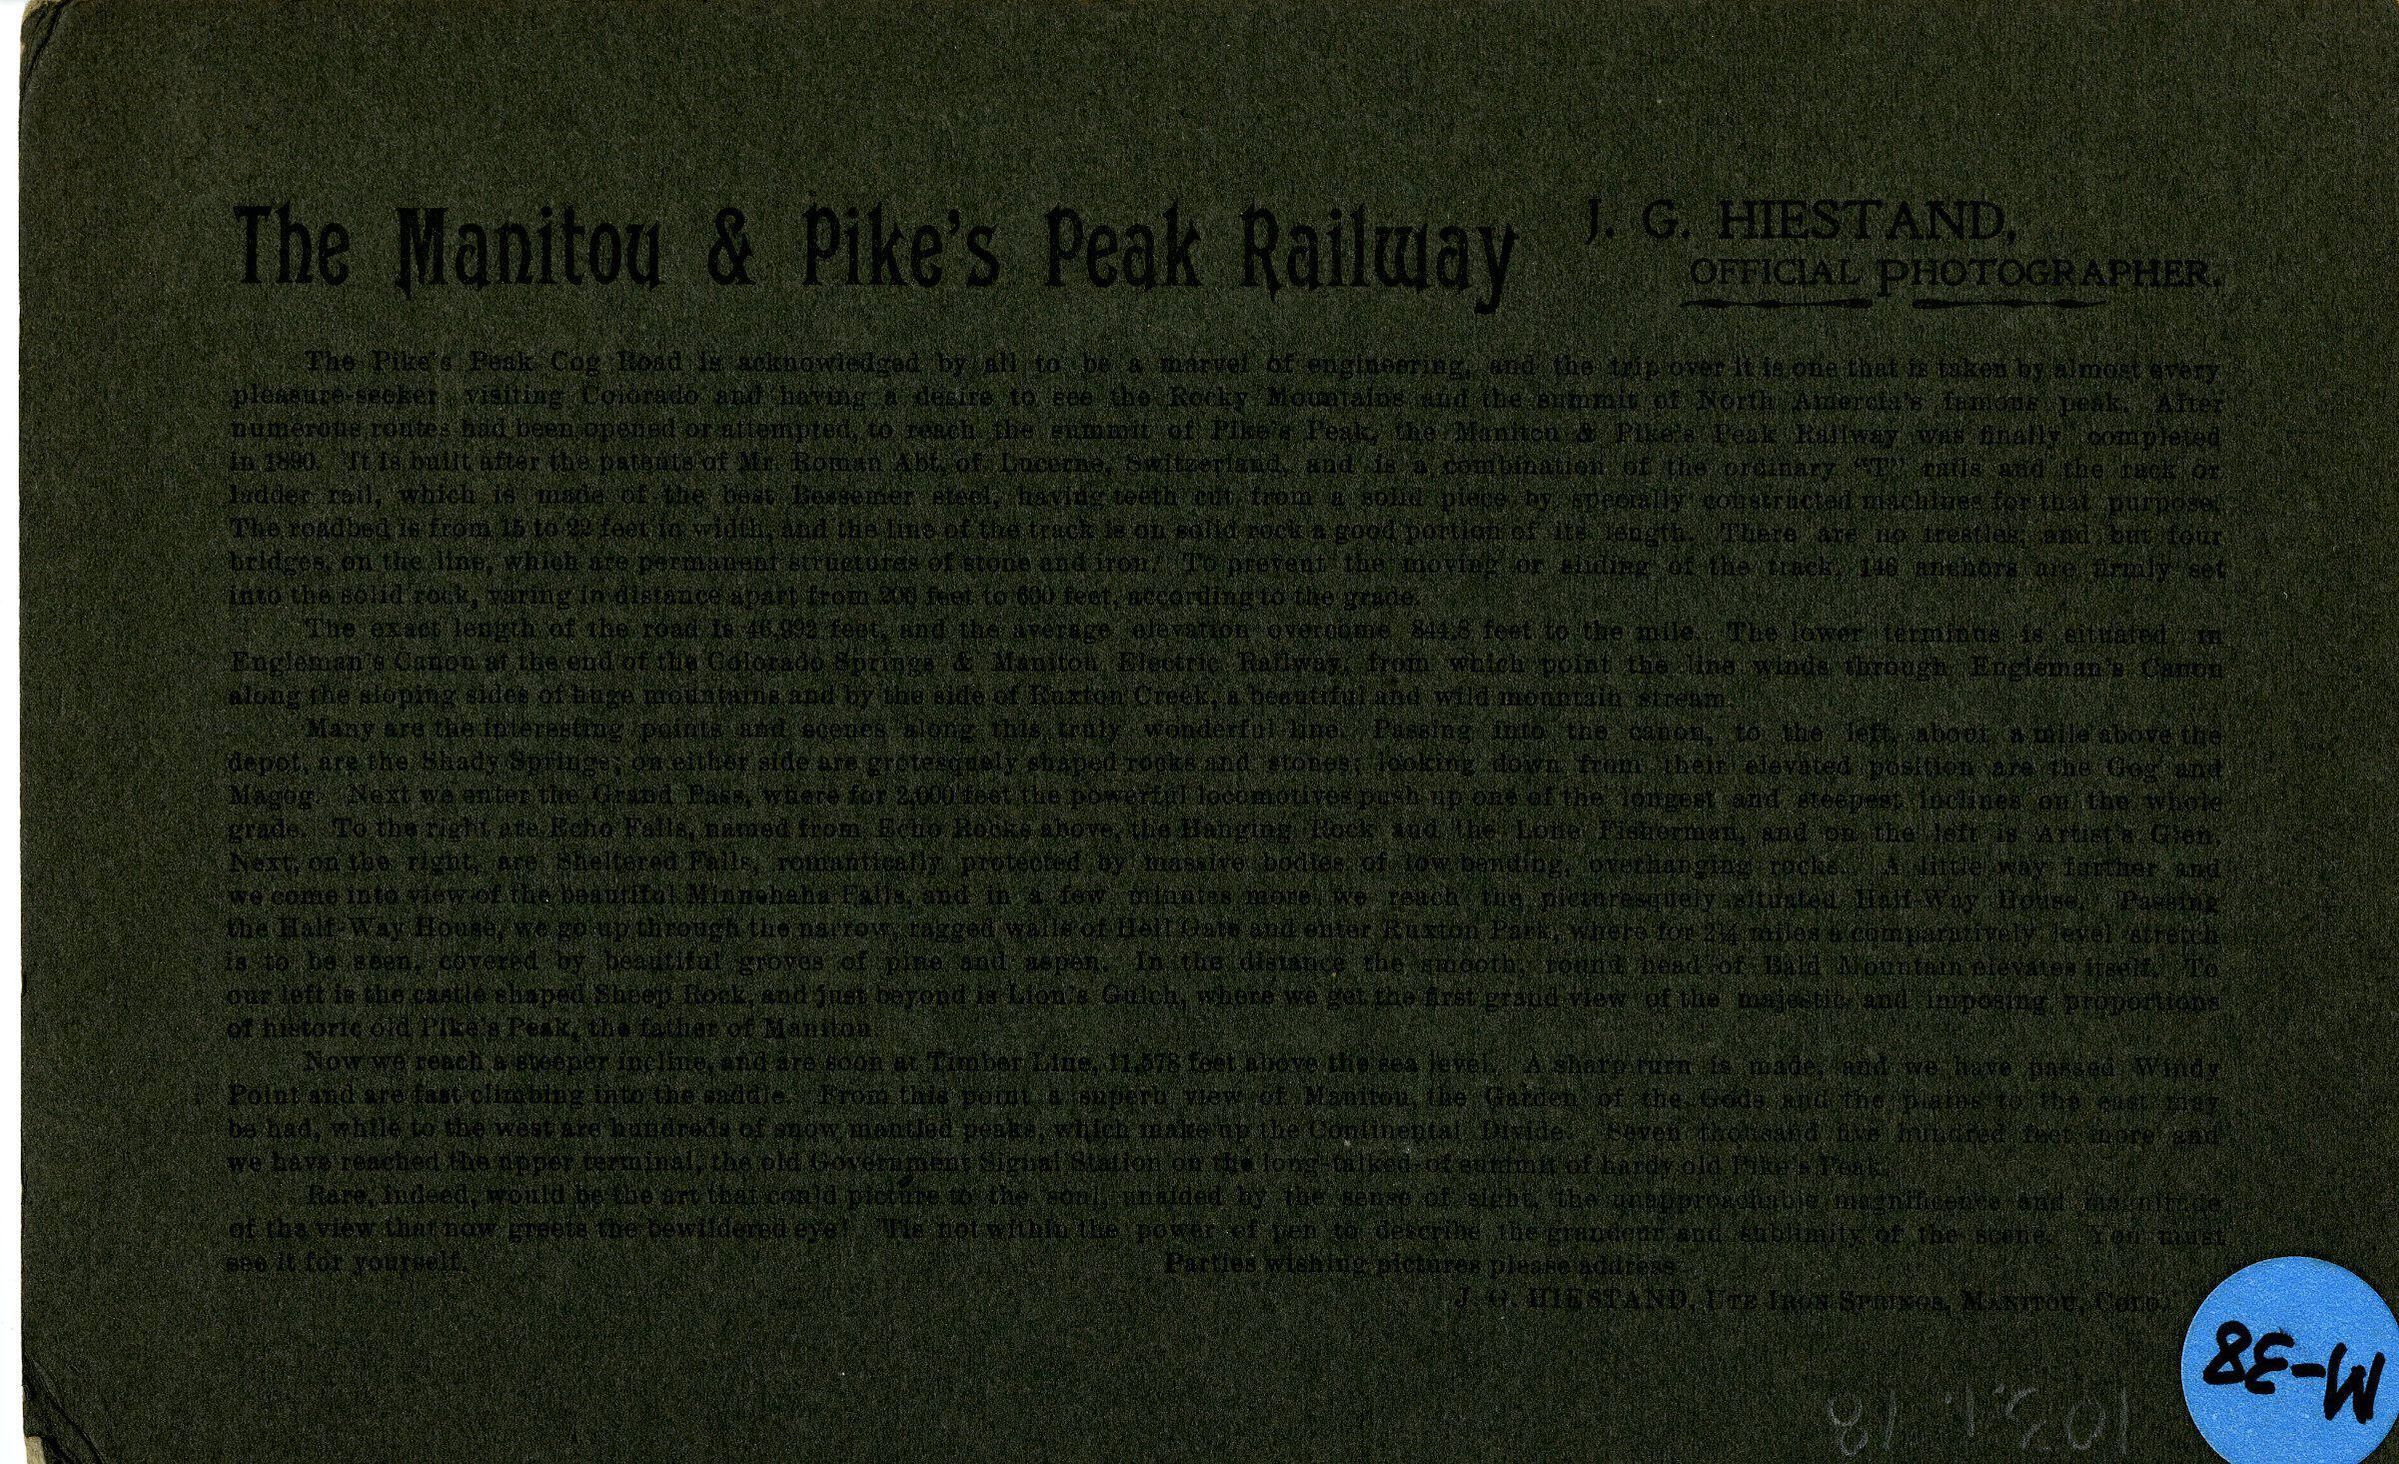 The Manitou & Pike's Peak Railway
J. G. HIESTAND,
OFFICIAL PHOTOGRAPHER.
The Pike's Peak Cog Road is acknowledged by all to be a marvel of engineering, and the trip over it is one that is taken by almost every
pleasure-seeker visiting Colorado and having a desire to see the Rocky Mountains and the summit of North Amercia's famous peak. After
numerous routes had been opened or attempted, to reach the summit of Pike's Peak, the Manitou & Pike's Peak Railway was finally completed
in 1890. It is built after the patents of Mr. Roman Abt, of Lucerne, Switzerland, and is a combination of the ordinary "T" rails and the rack or
ladder rail, which is made of the best Bessemer steel, having teeth cut from a solid piece by specially constructed machines for that purpose.
The roadbed is from 15 to 22 feet in width, and the line of the track is on solid rock a good portion of its length. There are no trestles, and but four
bridges, on the line, which are permanent structures of stone and iron. To prevent the moving or sliding of the track, 146 anchors are firmly set
into the solid rock, varing in distance apart from 200 feet to 600 feet, according to the grade.
The exact length of the road is 46,992 feet, and the average elevation overcome 844.8 feet to the mile. The lower terminus is situated in
Engleman's Canon at the end of the Colorado Springs & Manitou Electric Railway, from which point the line winds through Engleman's Canon
along the sloping sides of huge mountains and by the side of Ruxton Creek, a beautiful and wild mountain stream.
Many are the interesting points and scenes along this truly wonderful line. Passing into the canon, to the left, about a mile above the
depot, are the Shady Springs; on either side are grotesquely shaped rocks and stones; looking down from their elevated position are the Gog and
Magog. Next we enter the Grand Pass, where for 2,000 feet the powerful locomotives push up one of the longest and steepest inclines on the whole
grade. To the right are Echo Falls, named from Echo Rocks above, the Hanging Rock and the Lone Fisherman, and on the left is Artist's Glen.
Next, on the right, are Sheltered Falls, romantically protected by massive bodies of low bending, overhanging rocks. A little way further and
we come into view of the beautiful Minnehaha Falls, and in a few minutes more we reach the picturesquely situated Half-Way House. Passing
the Half-Way House, we go up through the narrow, ragged walls of Hell Gate and enter Ruxton Park, where for 2¼ miles a comparatively level stretch
is to be seen, covered by beautiful groves of pine and aspen. In the distance the smooth, round head of Bald Mountain elevates itself. To
our left is the castle shaped Sheep Rock, and just beyond is Lion's Gulch, where we get the first grand view of the majestic and imposing proportions
of historic old Pike's Peak, the father of Manitou.
Now we reach a steeper incline, and are soon at Timber Line, 11,578 feet above the sea level. A sharp turn is made, and we have passed Windy
Point and are fast climbing into the saddle. From this point a superb view of Manitou, the Garden of the Gods and the plains to the east may
be had, while to the west are hundreds of snow mantled peaks, which make up the Continental Divide. Seven thousand five hundred feet more and
we have reached the upper terminal, the old Government Signal Station on the long-talked-of summit of hardy old Pike's Peak.
Rare, indeed, would be the art that could picture to the soul, unaided by the sense of sight, the unapproachable magnificence and magnitude
of the view that now greets the bewildered eye! 'Tis not within the power of pen to describe the grandeur and sublimity of the scene. You must
see it for yourself.
Parties wishing pictures please address
J. G. HIESTAND, UTE IRON SPRINGS, MANITOU, COLO.
M-38
103.1.18